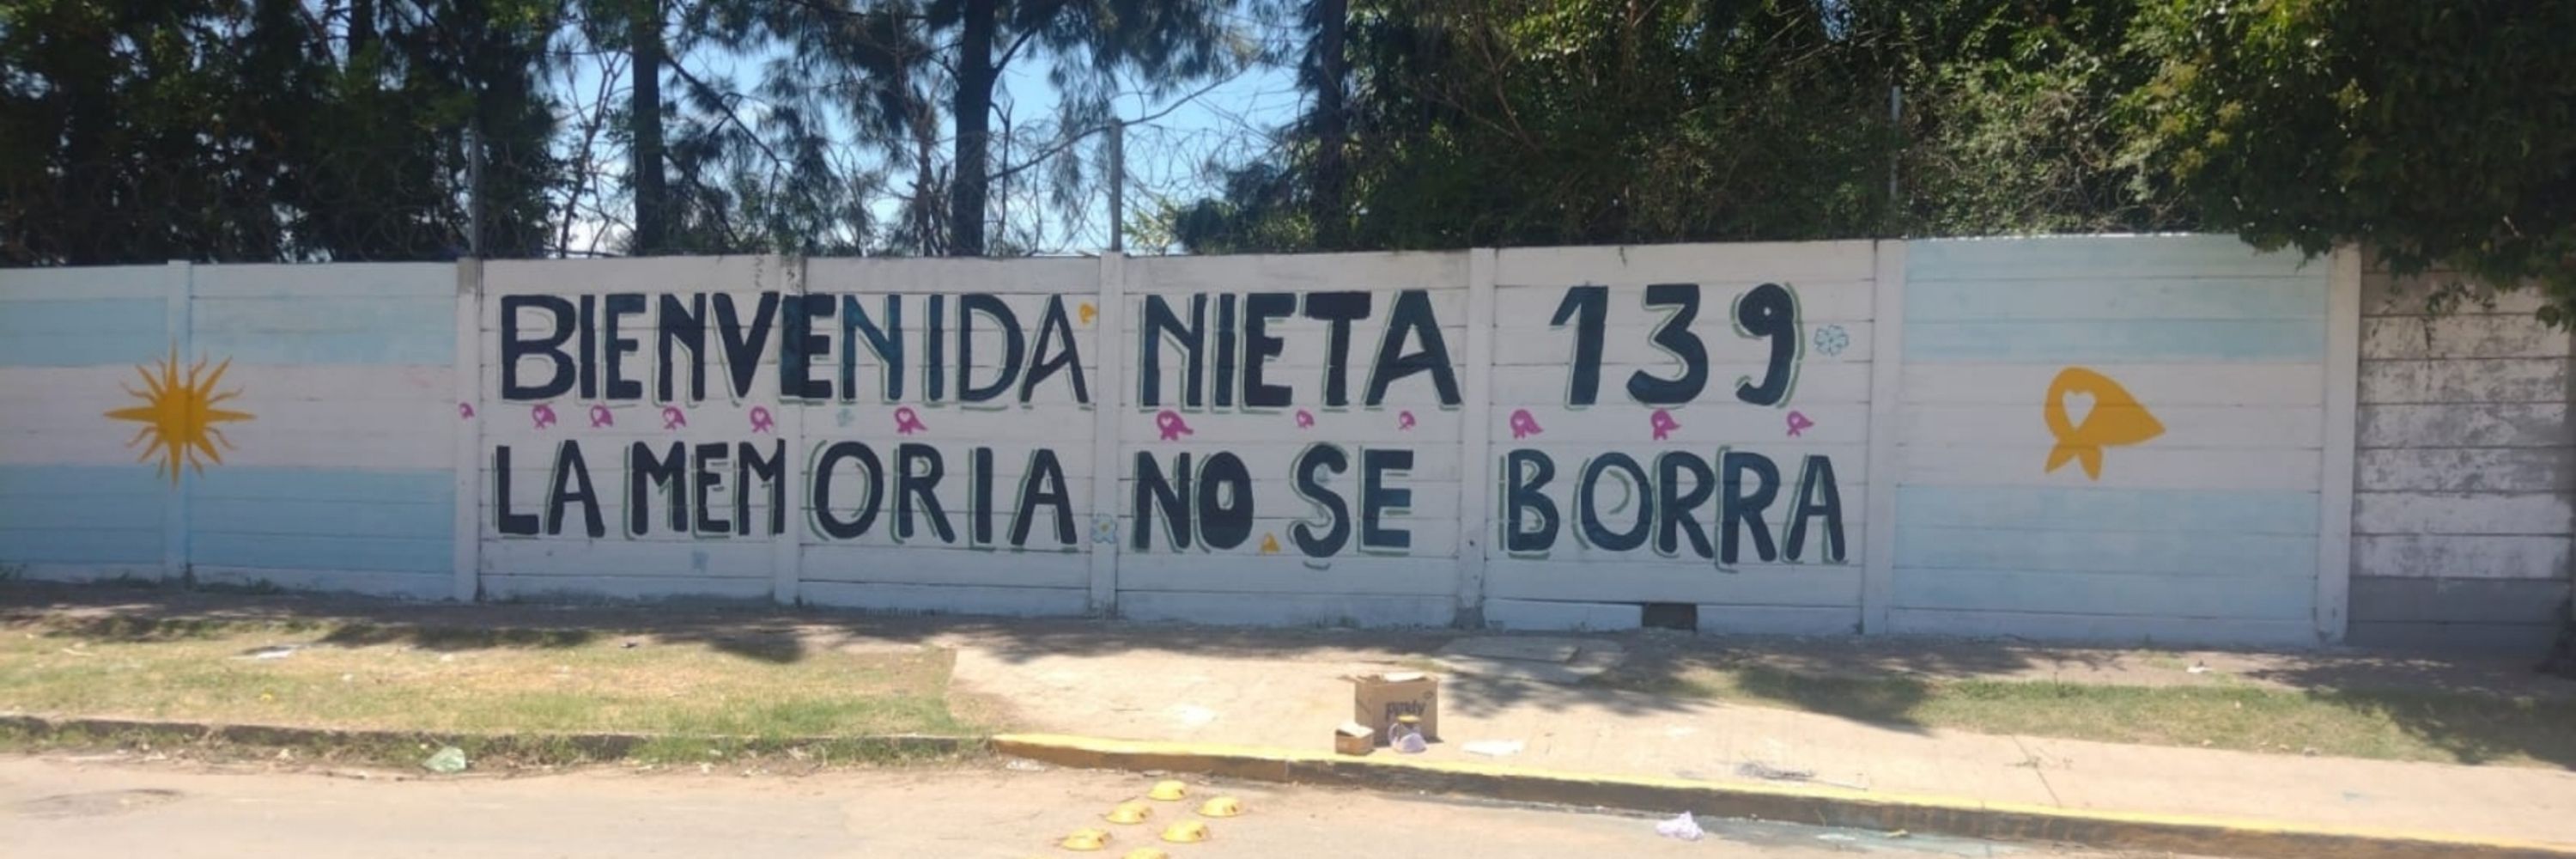 BIENVENIDA NIETA 139
LA MEMORIA NO SE BORRA